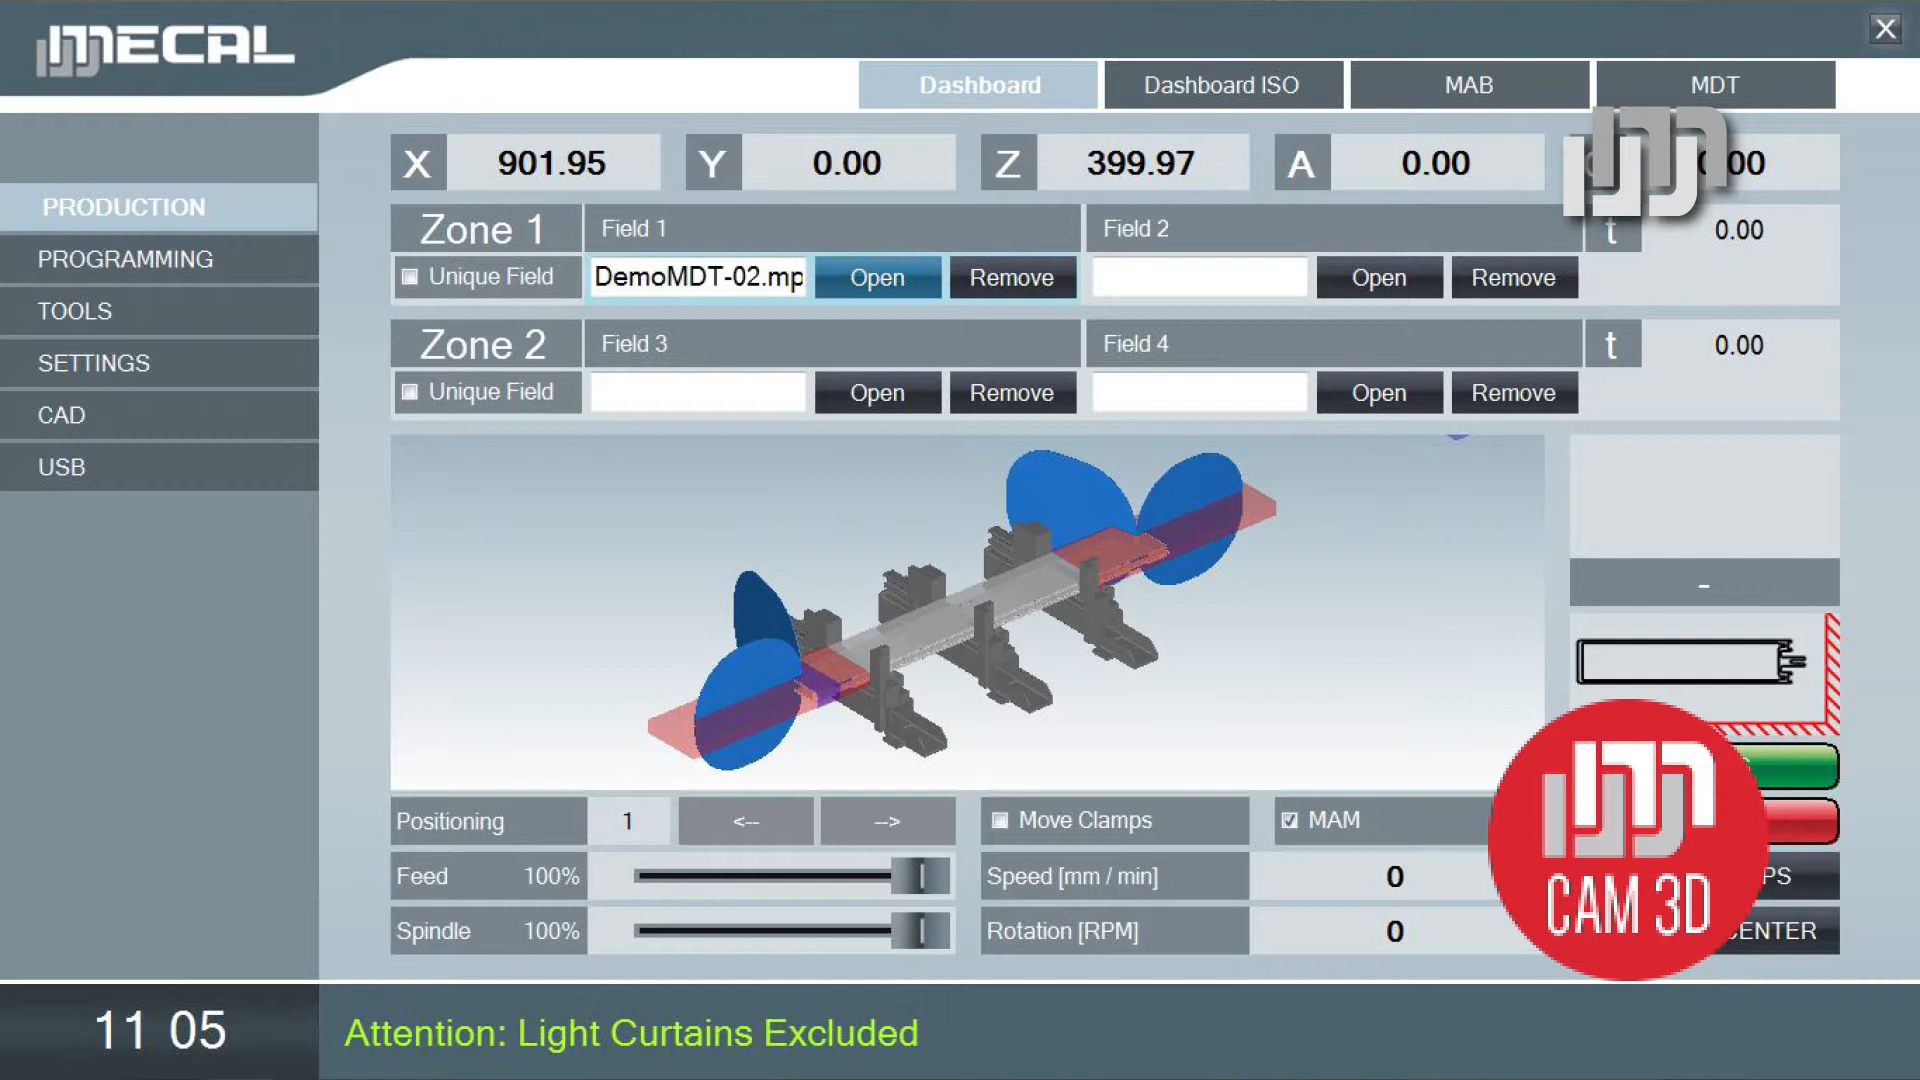 MECAL
X
Dashboard
Dashboard ISO
MAB
MDT
X 901.95 Y 0.00 Z 399.97 A 0.00 .00
PRODUCTION
PROGRAMMING
TOOLS
SETTINGS
CAD
USB
Zone 1 Field 1 Field 2 t 0.00
Unique Field DemoMDT-02.mp Open Remove Open Remove
Zone 2 Field 3 Field 4 t 0.00
Unique Field Open Remove Open Remove
-
Positioning 1 <-- --> Move Clamps MAM
Feed 100% Speed [mm / min] 0 PS
Spindle 100% Rotation [RPM] 0 CENTER
CAM 3D
11 05
Attention: Light Curtains Excluded